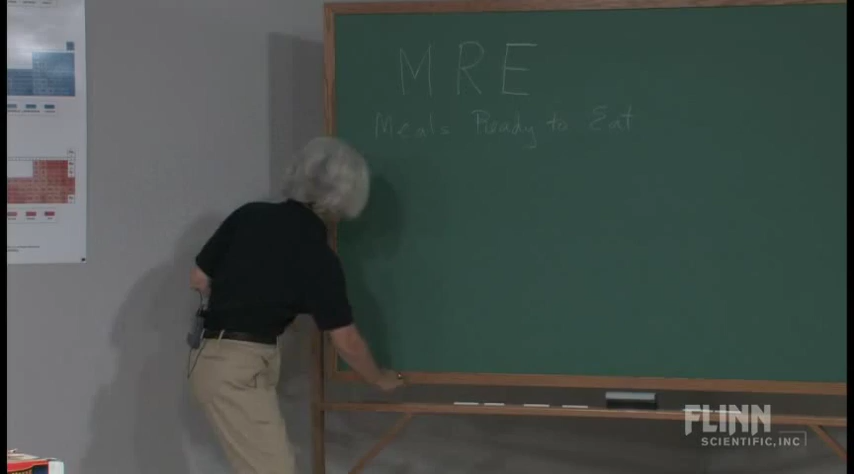 MRE
Meals Ready to Eat
FLINN
SCIENTIFIC, INC